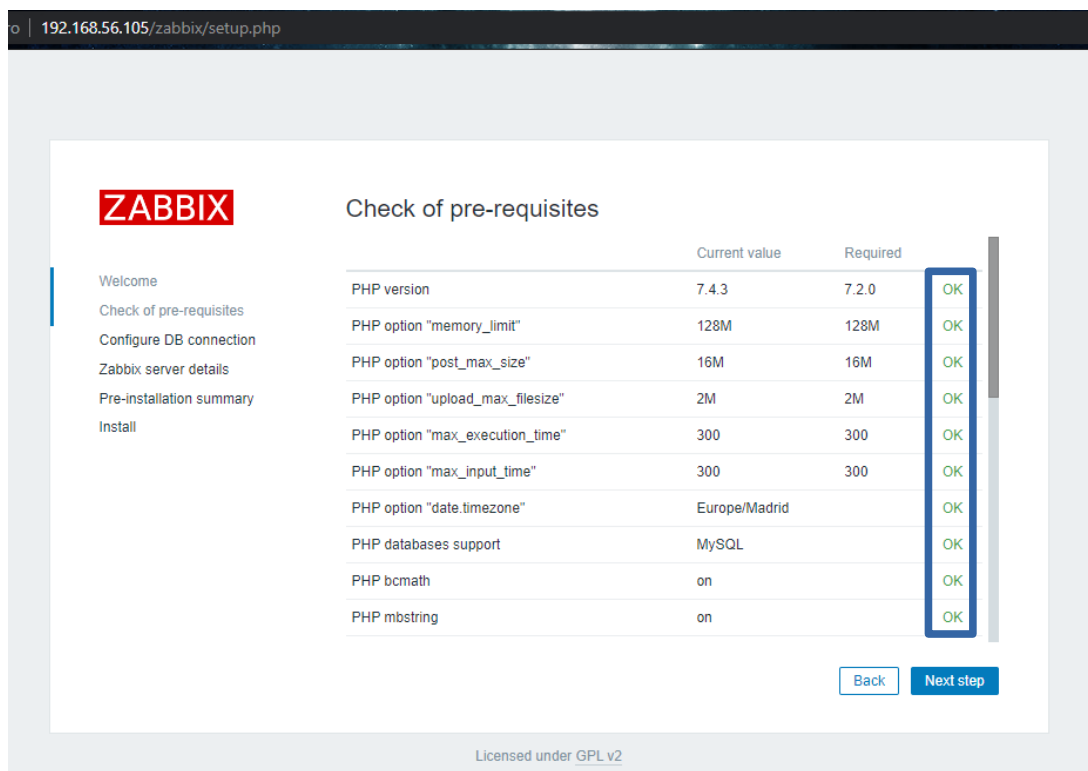 ro | 192.168.56.105/zabbix/setup.php
ZABBIX
Welcome
Check of pre-requisites
Configure DB connection
Zabbix server details
Pre-installation summary
Install
Check of pre-requisites
Current value Required
PHP version 7.4.3 7.2.0 OK
PHP option "memory_limit" 128M 128M OK
PHP option "post_max_size" 16M 16M OK
PHP option "upload_max_filesize" 2M 2M OK
PHP option "max_execution_time" 300 300 OK
PHP option "max_input_time" 300 300 OK
PHP option "date.timezone" Europe/Madrid OK
PHP databases support MySQL OK
PHP bcmath on OK
PHP mbstring on OK
Back Next step
Licensed under GPL v2